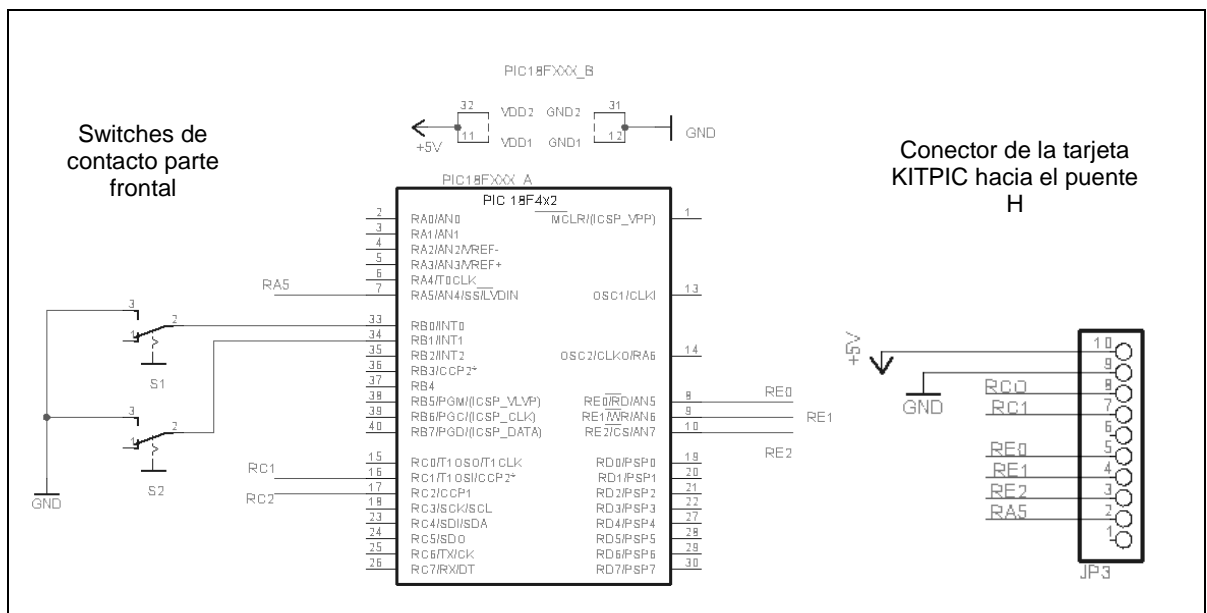 PIC18FXXX_B
32 VDD2 GND2 31
11 VDD1 GND1 12
+5V
GND
Switches de
contacto parte
frontal
Conector de la tarjeta
KITPIC hacia el puente
H
PIC18FXXX_A
PIC 18F4x2
2 RA0/AN0
3 RA1/AN1
4 RA2/AN2/VREF-
5 RA3/AN3/VREF+
6 RA4/T0CLK
RA5 7 RA5/AN4/SS/LVDIN
33 RB0/INT0
34 RB1/INT1
35 RB2/INT2
36 RB3/CCP2*
37 RB4
38 RB5/PGM/(ICSP_VLVP)
39 RB6/PGC/(ICSP_CLK)
40 RB7/PGD/(ICSP_DATA)
15 RC0/T1OSO/T1CLK
RC1 16 RC1/T1OSI/CCP2*
RC2 17 RC2/CCP1
18 RC3/SCK/SCL
23 RC4/SDI/SDA
24 RC5/SDO
25 RC6/TX/CK
26 RC7/RX/DT
MCLR/(ICSP_VPP) 1
OSC1/CLKI 13
OSC2/CLKO/RA6 14
RE0/RD/AN5 8 RE0
RE1/WR/AN6 9 RE1
RE2/CS/AN7 10 RE2
RD0/PSP0 19
RD1/PSP1 20
RD2/PSP2 21
RD3/PSP3 22
RD4/PSP4 27
RD5/PSP5 28
RD6/PSP6 29
RD7/PSP7 30
3
1 2
S1
3
1 2
S2
GND
+5V
GND
10
9
RC0 8
RC1 7
6
RE0 5
RE1 4
RE2 3
RA5 2
1
JP3